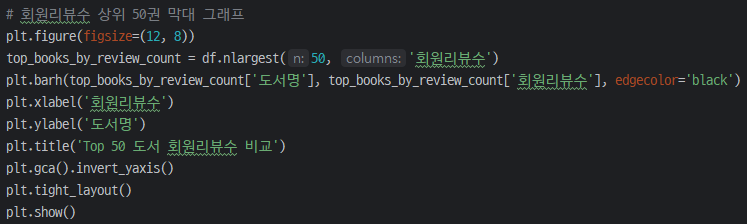 # 회원리뷰수 상위 50권 막대 그래프
plt.figure(figsize=(12, 8))
top_books_by_review_count = df.nlargest( n: 50, columns: '회원리뷰수')
plt.barh(top_books_by_review_count['도서명'], top_books_by_review_count['회원리뷰수'], edgecolor='black')
plt.xlabel('회원리뷰수')
plt.ylabel('도서명')
plt.title('Top 50 도서 회원리뷰수 비교')
plt.gca().invert_yaxis()
plt.tight_layout()
plt.show()